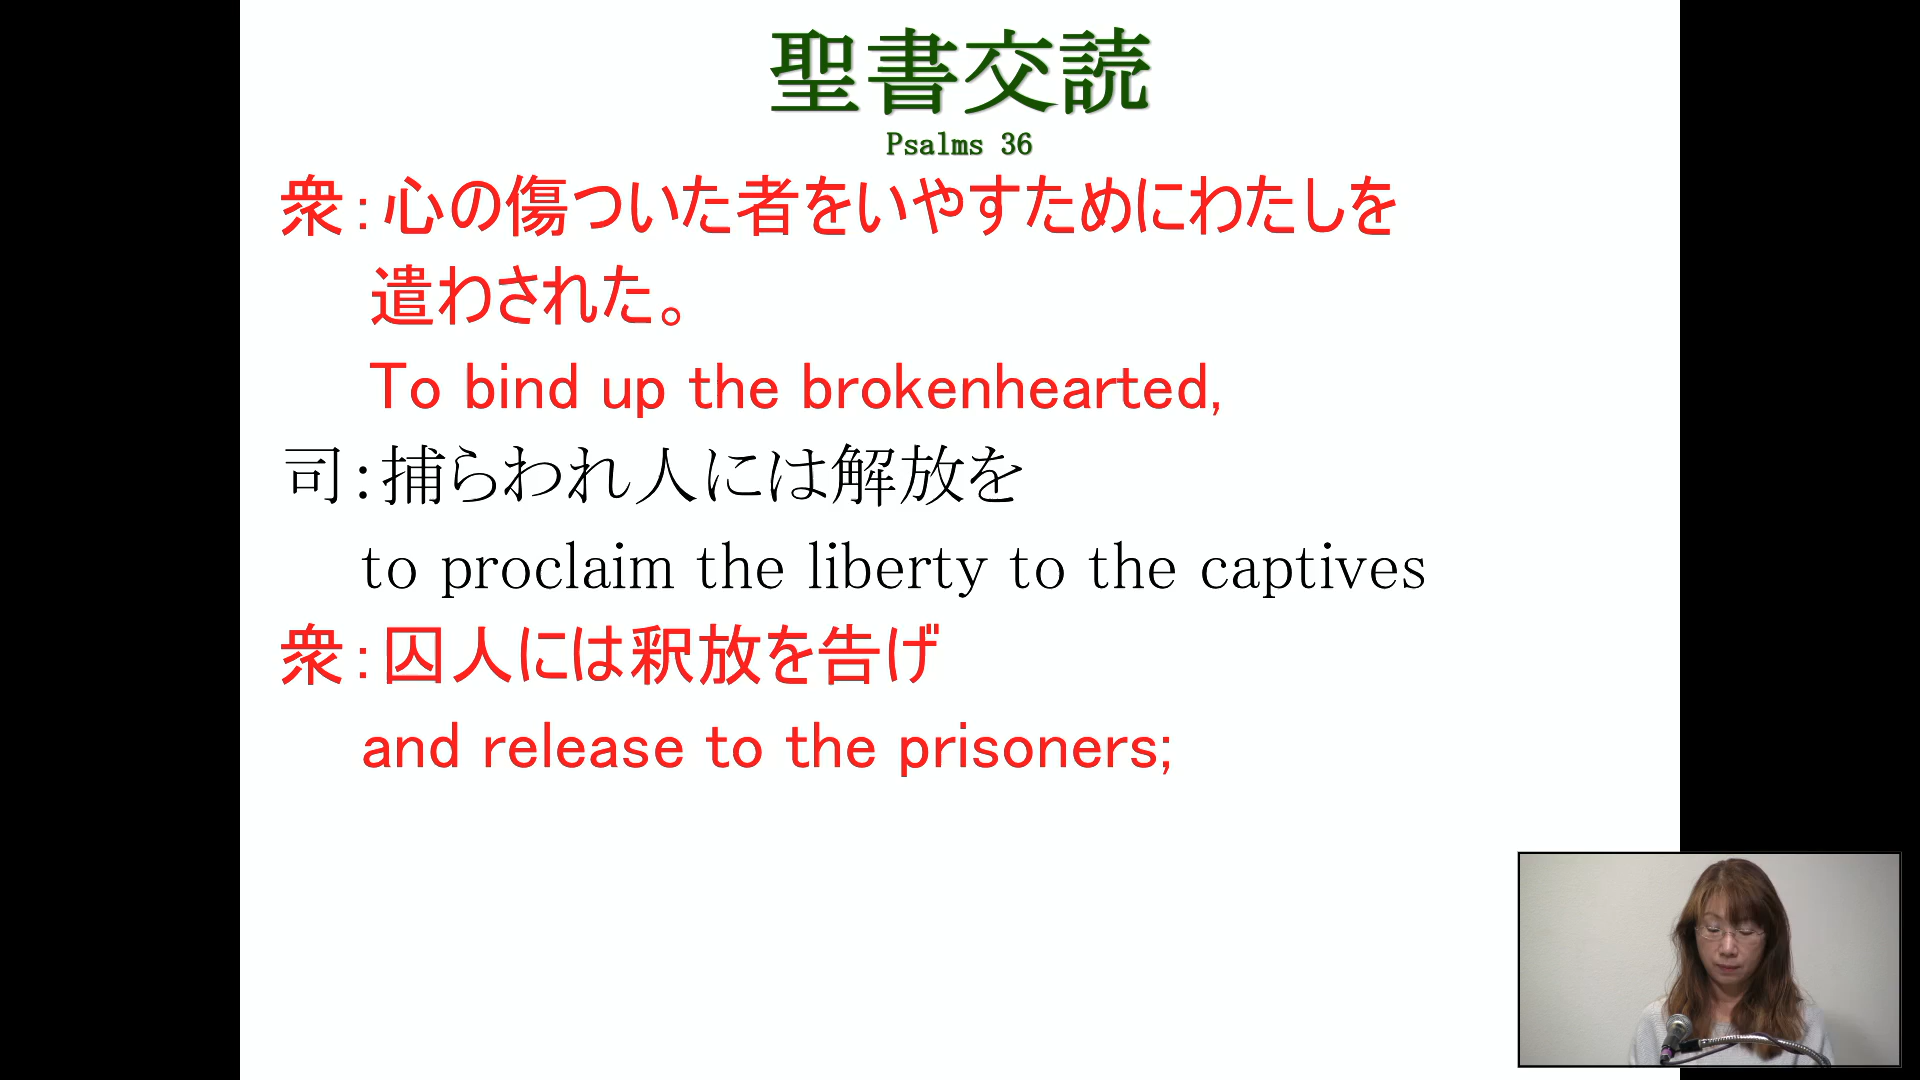 聖書交読
Psalms 36
衆：心の傷ついた者をいやすためにわたしを
遣わされた。
To bind up the brokenhearted,
司：捕らわれ人には解放を
to proclaim the liberty to the captives
衆：囚人には釈放を告げ
and release to the prisoners;